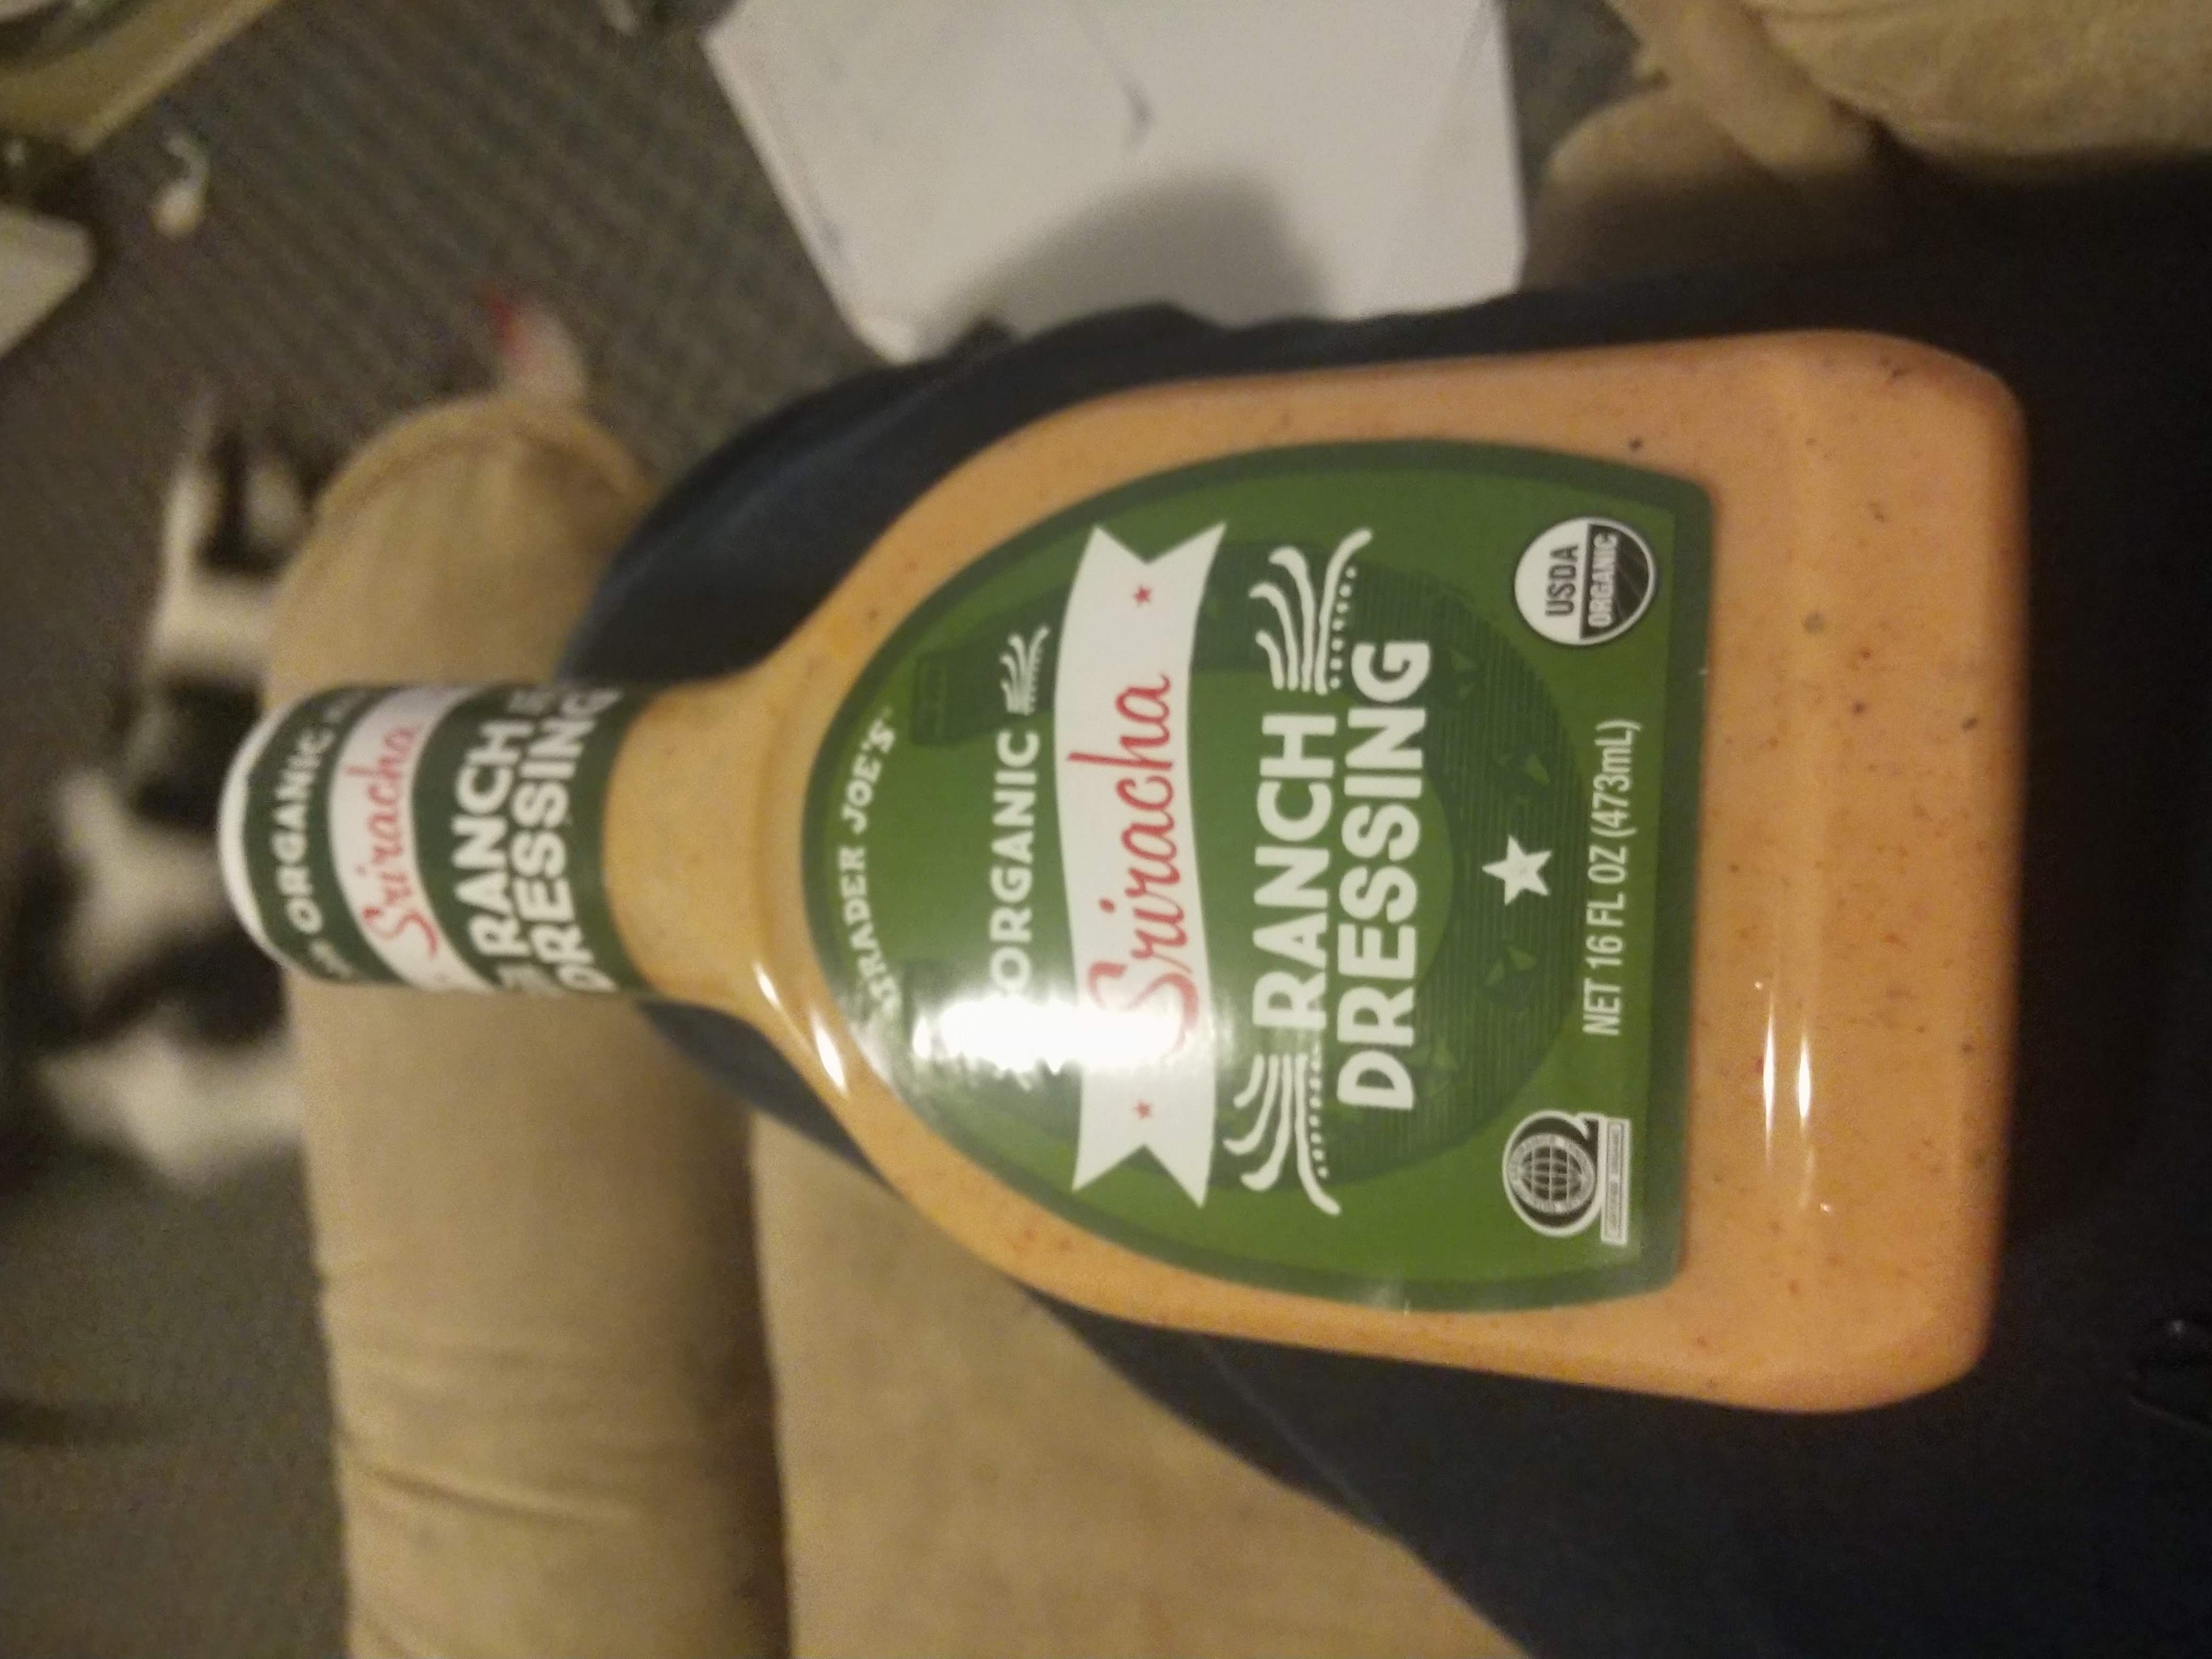 ORGANIC
Sriracha
RANCH
DRESSING
TRADER JOE'S
ORGANIC
Sriracha
RANCH
DRESSING
NET 16 FL OZ (473mL)
USDA
ORGANIC